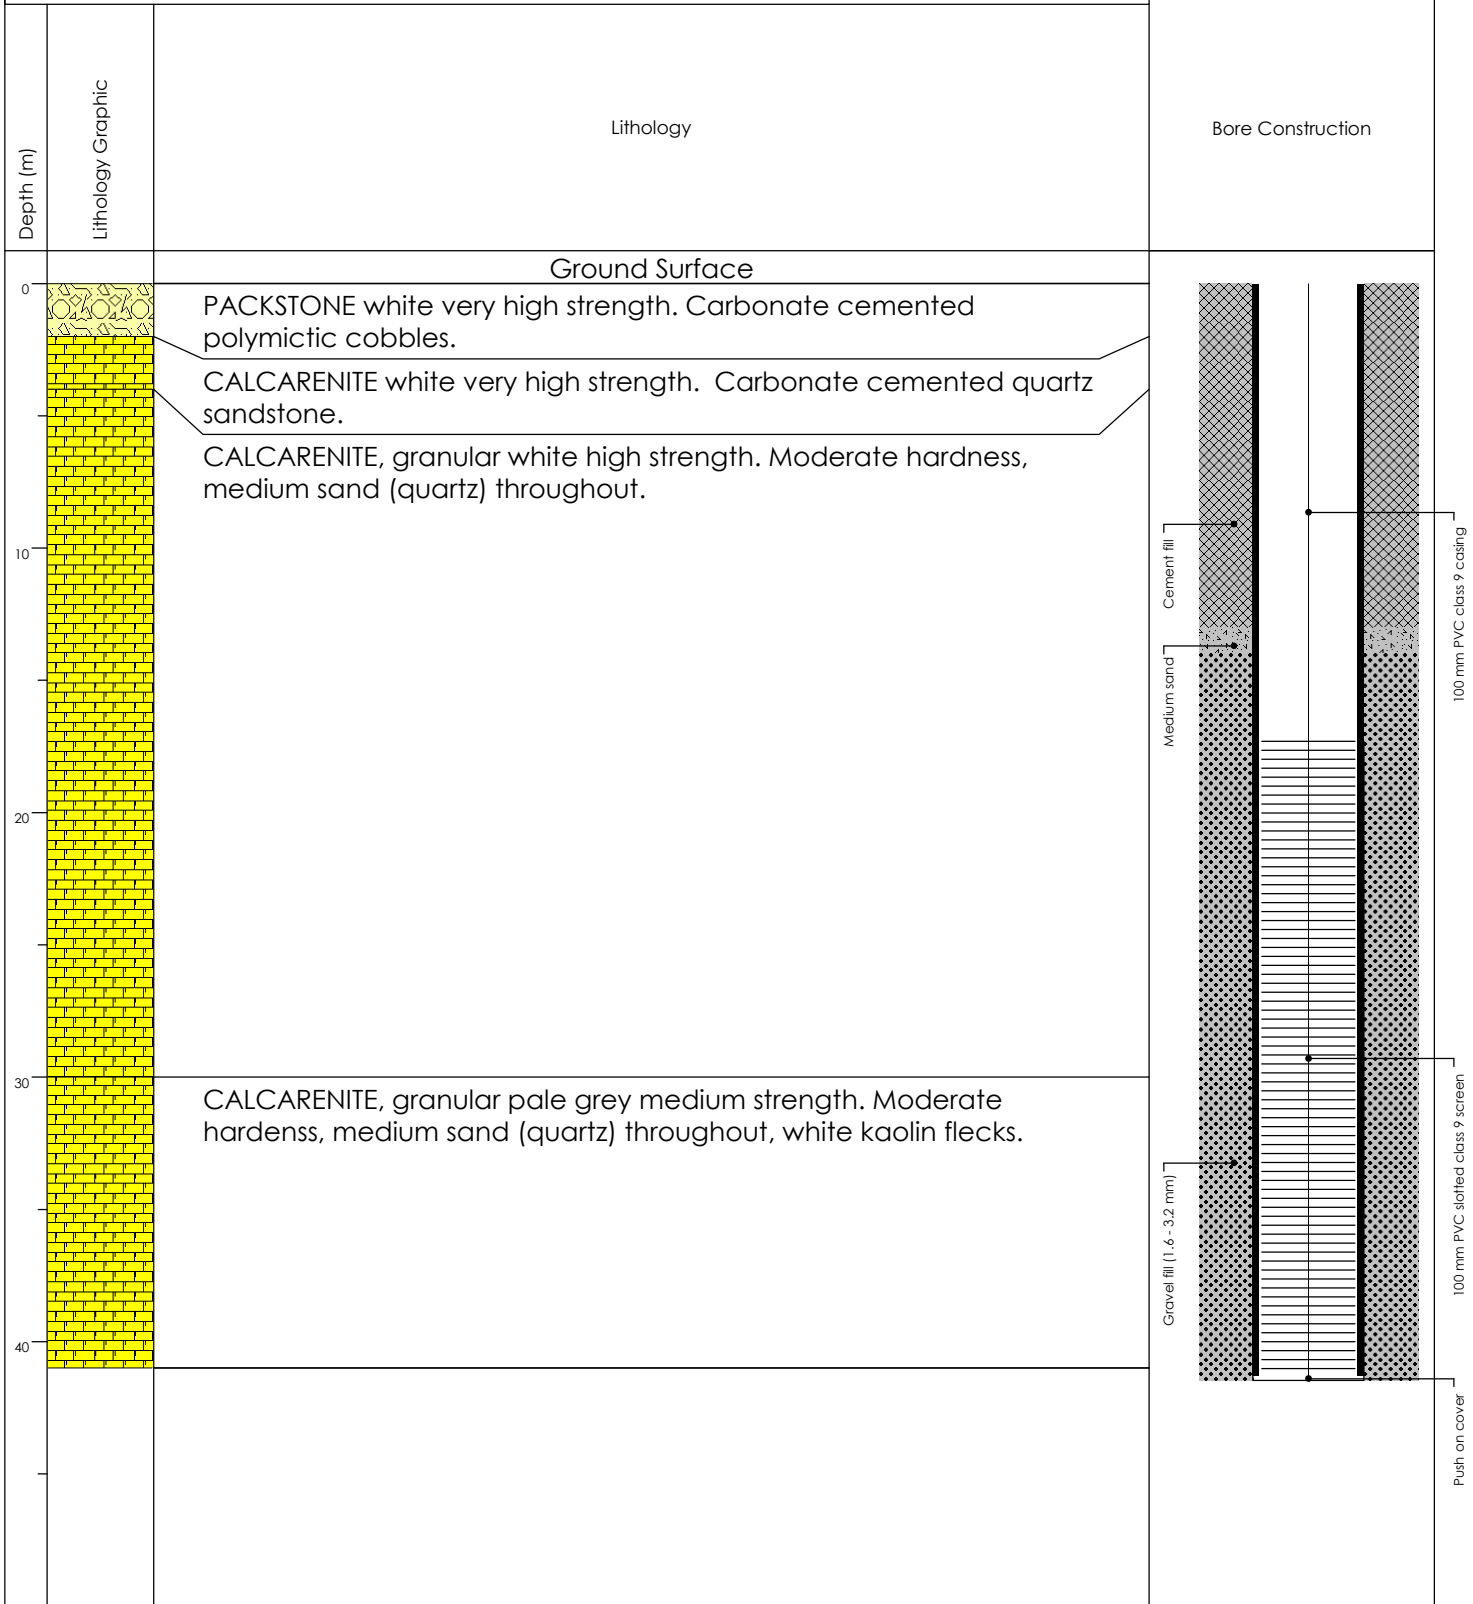 Depth (m)
Lithology Graphic
Lithology
Bore Construction
Ground Surface
0
PACKSTONE white very high strength. Carbonate cemented
polymictic cobbles.
CALCARENITE white very high strength.  Carbonate cemented quartz
sandstone.
CALCARENITE, granular white high strength. Moderate hardness,
medium sand (quartz) throughout.
10
20
30
CALCARENITE, granular pale grey medium strength. Moderate
hardenss, medium sand (quartz) throughout, white kaolin flecks.
40
Cement fill
Medium sand
Gravel fill (1.6 - 3.2 mm)
100 mm PVC class 9 casing
100 mm PVC slotted class 9 screen
Push on cover